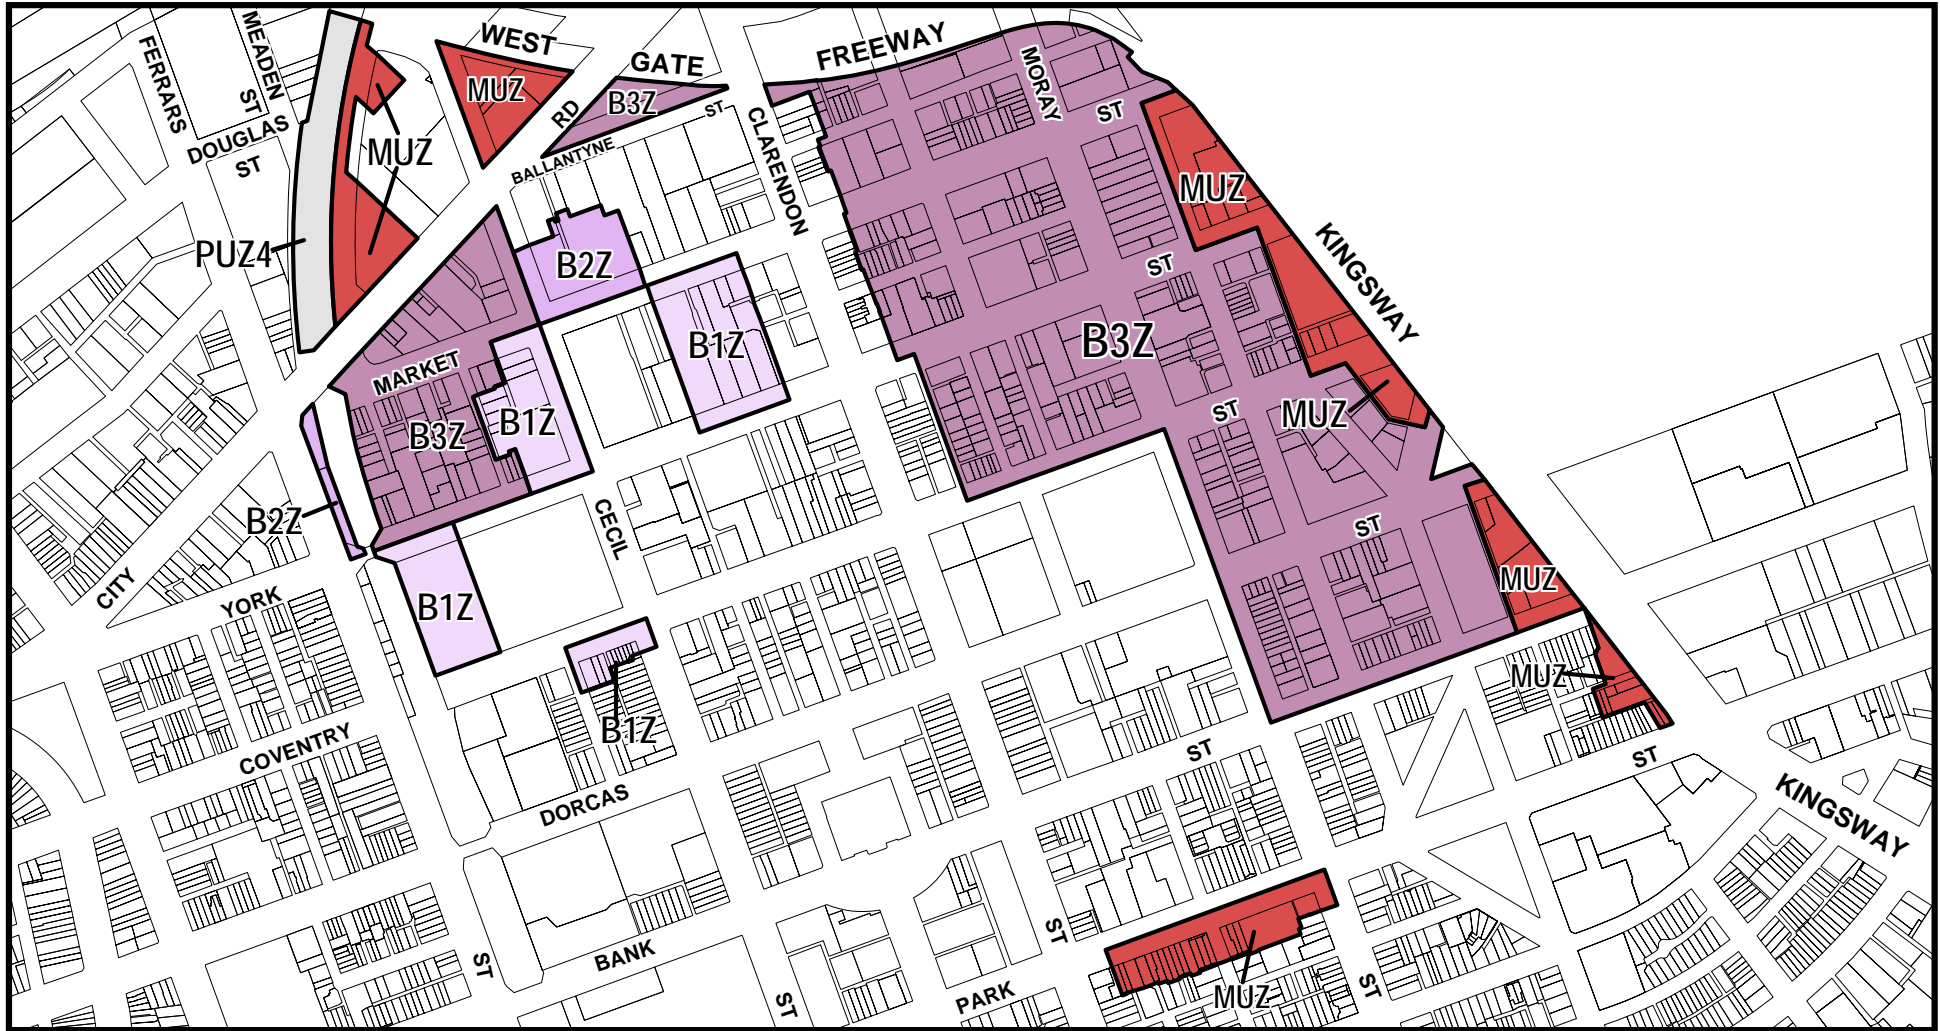 WEST
GATE
FREEWAY
MEADEN
ST
FERRARS
DOUGLAS
ST
MUZ
MUZ
RD
B3Z
ST
BALLANTYNE
CLARENDON
MORAY
ST
MUZ
PUZ4
B2Z
ST
KINGSWAY
B1Z
B3Z
MARKET
B3Z
B1Z
ST
MUZ
B2Z
CECIL
ST
CITY
YORK
B1Z
MUZ
MUZ
B1Z
COVENTRY
ST
ST
DORCAS
KINGSWAY
BANK
ST
ST
ST
ST
PARK
MUZ